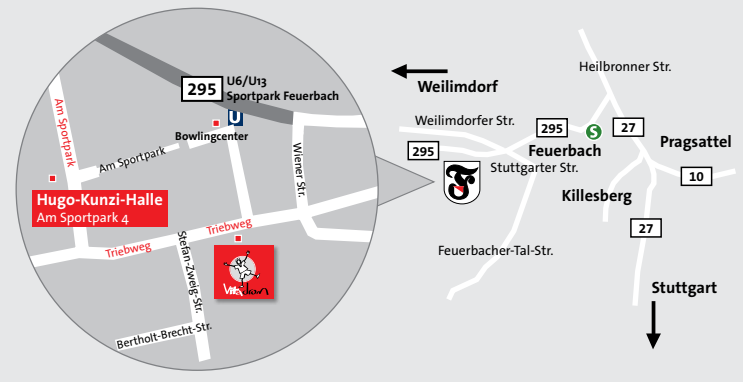 295
U6/U13
Sportpark Feuerbach
U
Bowlingcenter
Am Sportpark
Am Sportpark
Wiener Str.
Hugo-Kunzi-Halle
Am Sportpark 4
Triebweg
Triebweg
Stefan-Zweig-Str.
Bertholt-Brecht-Str.
Weilimdorf
Heilbronner Str.
Weilimdorfer Str.
295
S
27
295
Feuerbach
Pragsattel
Stuttgarter Str.
10
Killesberg
27
Feuerbacher-Tal-Str.
Stuttgart